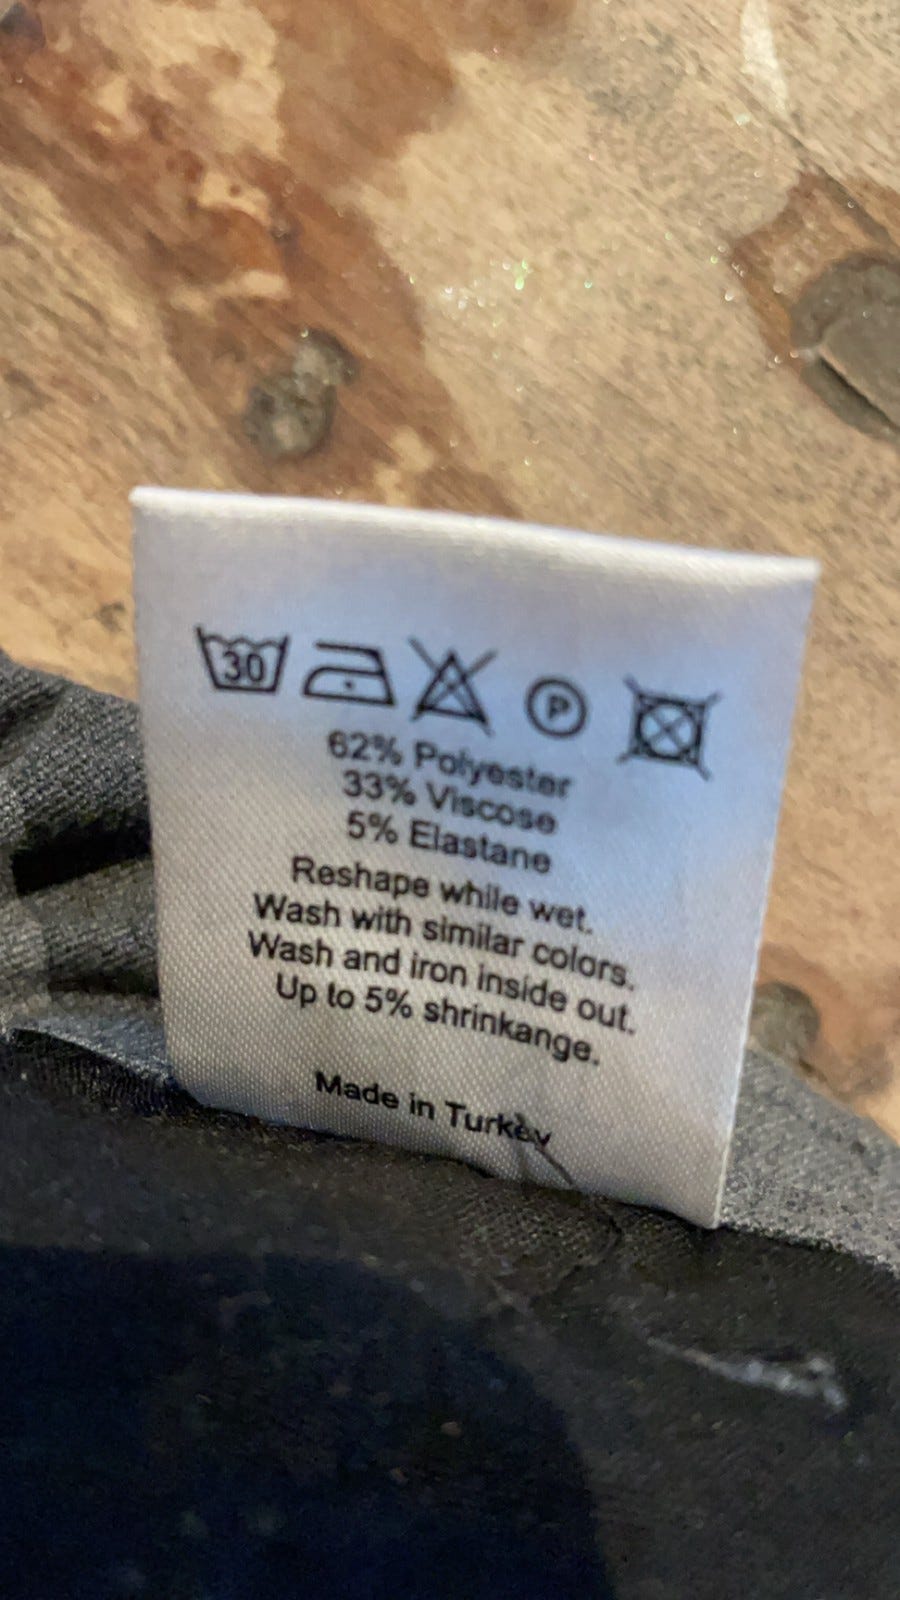 30 P
62% Polyester
33% Viscose
5% Elastane
Reshape while wet.
Wash with similar colors.
Wash and iron inside out.
Up to 5% shrinkange.
Made in Turkey